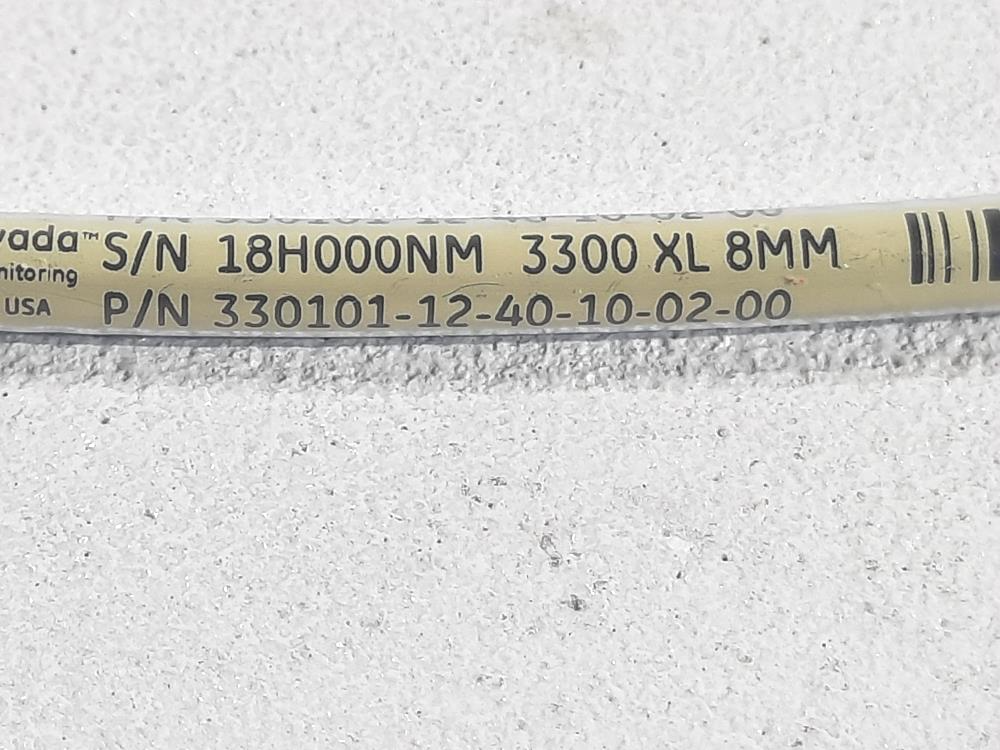 vada™ S/N 18H000NM 3300 XL 8MM
nitoring
USA P/N 330101-12-40-10-02-00